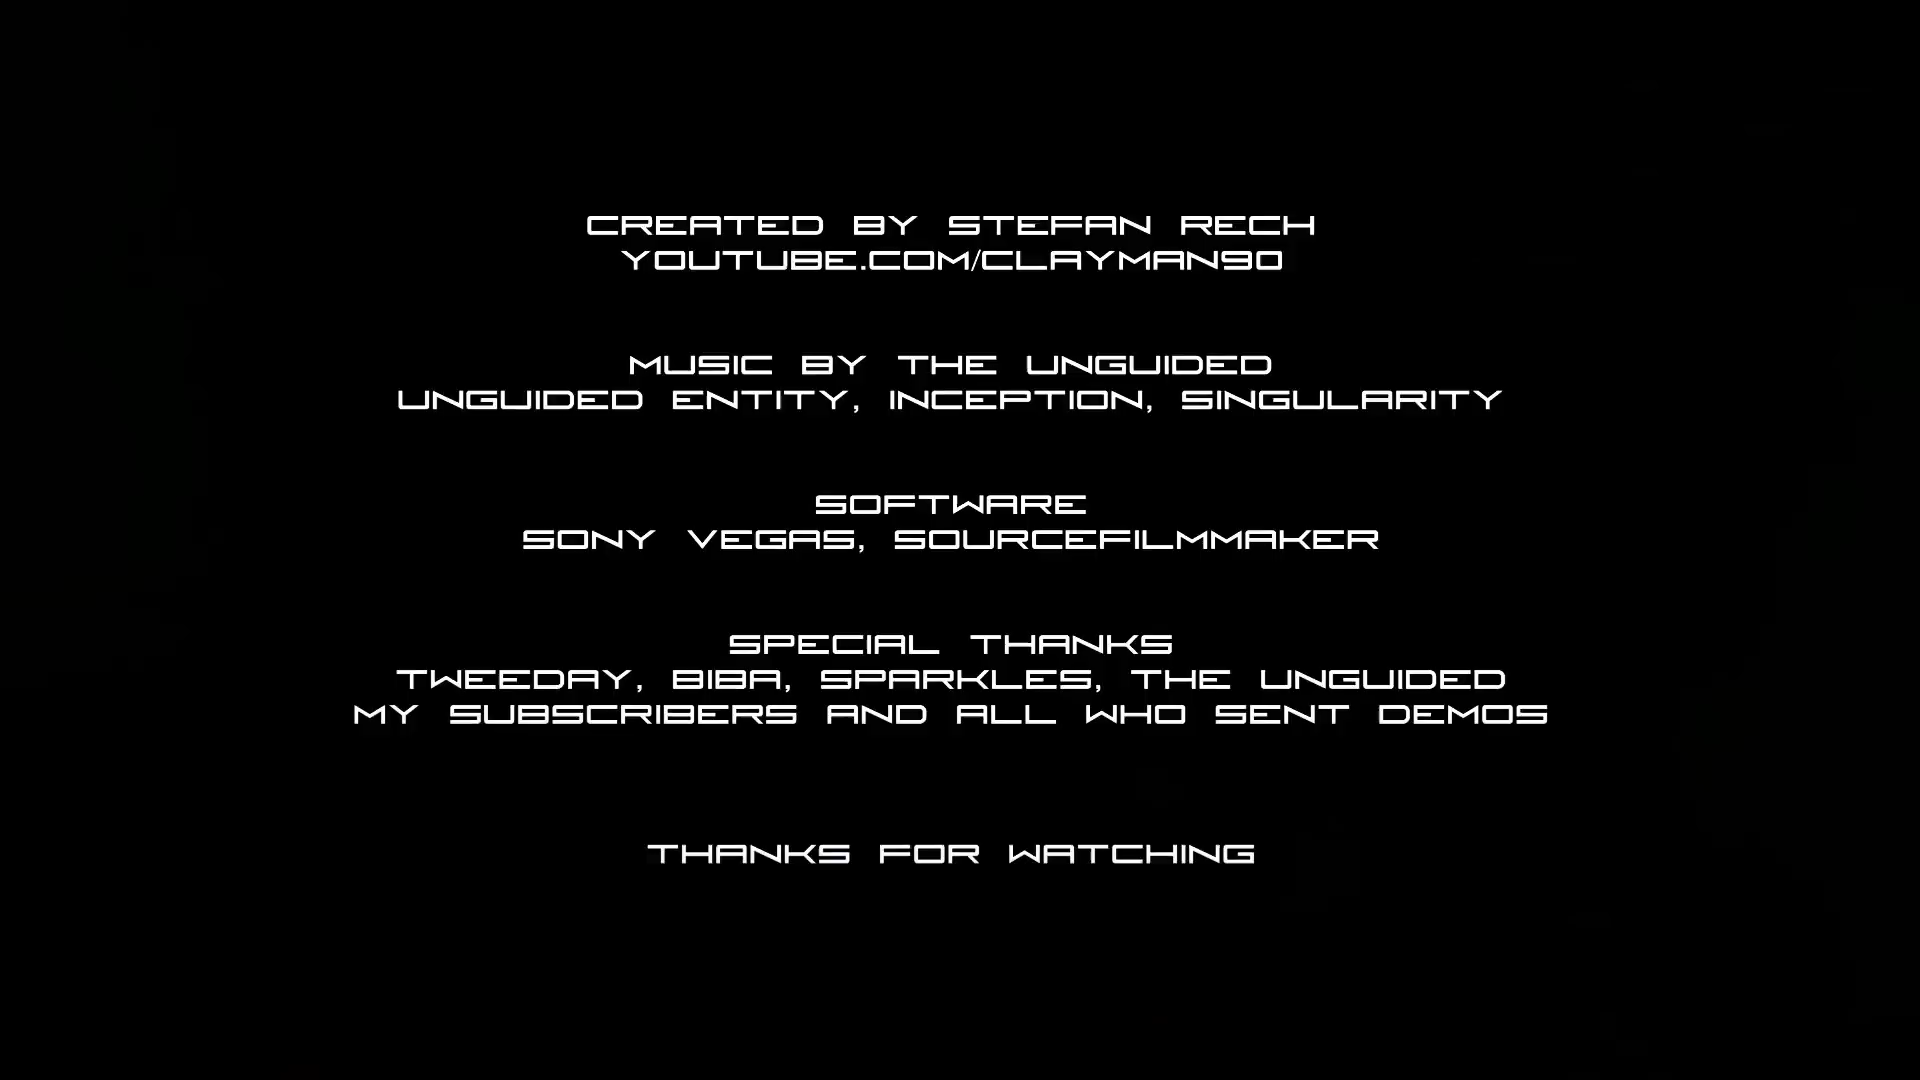 CREATED BY STEFAN RECH
YOUTUBE.COM/CLAYMAN90
MUSIC BY THE UNGUIDED
UNGUIDED ENTITY, INCEPTION, SINGULARITY
SOFTWARE
SONY VEGAS, SOURCEFILMMAKER
SPECIAL THANKS
TWEEDAY, BIBA, SPARKLES, THE UNGUIDED
MY SUBSCRIBERS AND ALL WHO SENT DEMOS
THANKS FOR WATCHING